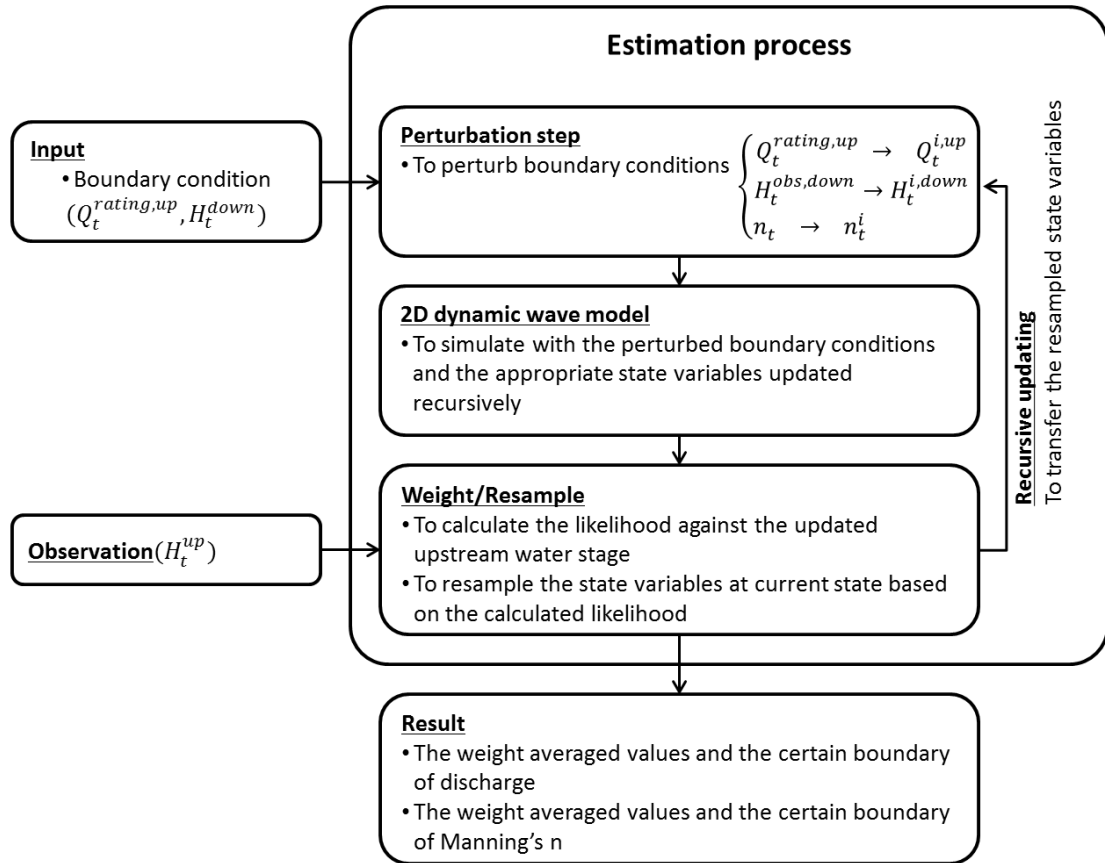 Estimation process
Input
• Boundary condition
(Q_t^{rating,up}, H_t^{down})
Perturbation step
• To perturb boundary conditions
Q_t^{rating,up} → Q_t^{i,up}
H_t^{obs,down} → H_t^{i,down}
n_t → n_t^i
2D dynamic wave model
• To simulate with the perturbed boundary conditions
and the appropriate state variables updated
recursively
Observation(H_t^{up})
Weight/Resample
• To calculate the likelihood against the updated
upstream water stage
• To resample the state variables at current state based
on the calculated likelihood
Recursive updating
To transfer the resampled state variables
Result
• The weight averaged values and the certain boundary
of discharge
• The weight averaged values and the certain boundary
of Manning's n